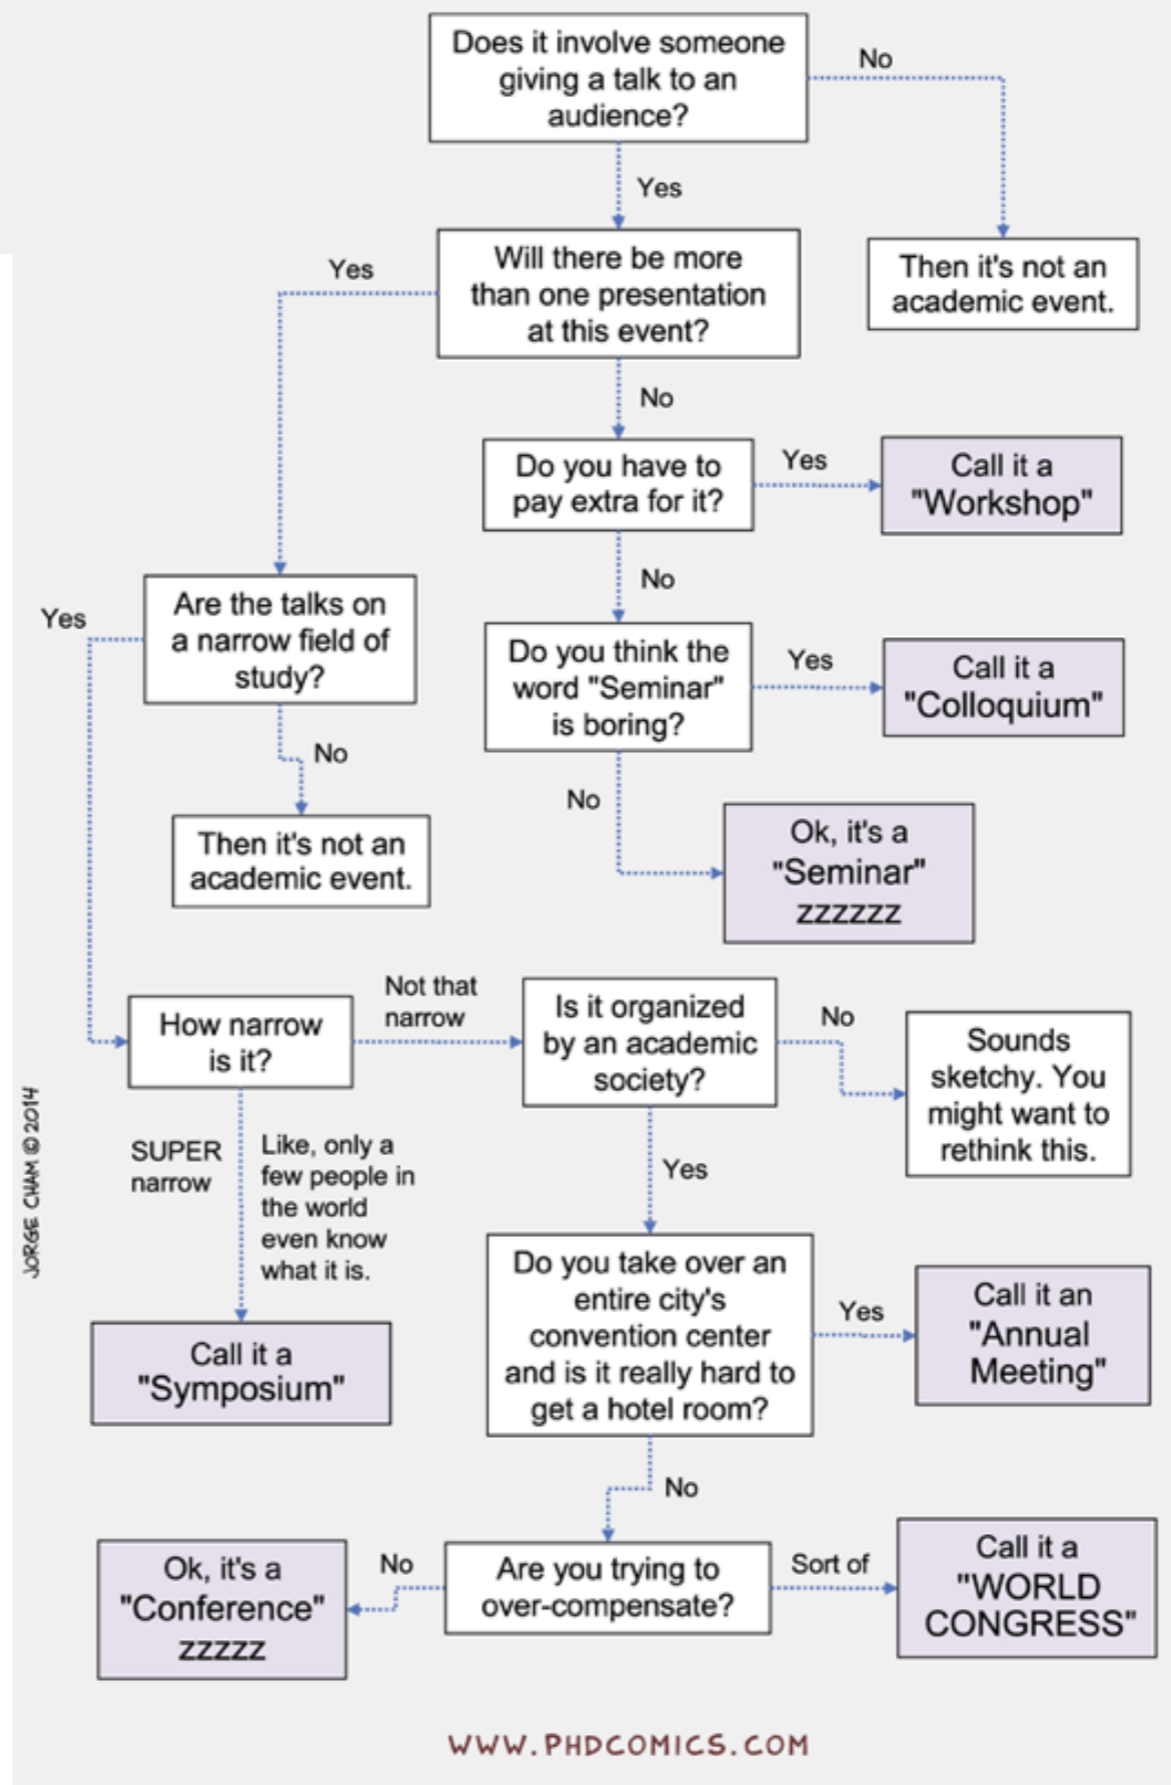 Does it involve someone
giving a talk to an
audience?
No
Yes
Then it's not an
academic event.
Will there be more
than one presentation
at this event?
Yes
No
Do you have to
pay extra for it?
Yes
Call it a
"Workshop"
No
Do you think the
word "Seminar"
is boring?
Yes
Call it a
"Colloquium"
No
Ok, it's a
"Seminar"
zzzzzz
Are the talks on
a narrow field of
study?
Yes
No
Then it's not an
academic event.
How narrow
is it?
Not that
narrow
SUPER
narrow
Like, only a
few people in
the world
even know
what it is.
Call it a
"Symposium"
Is it organized
by an academic
society?
No
Sounds
sketchy. You
might want to
rethink this.
Yes
Do you take over an
entire city's
convention center
and is it really hard to
get a hotel room?
Yes
Call it an
"Annual
Meeting"
No
Are you trying to
over-compensate?
Sort of
Call it a
"WORLD
CONGRESS"
No
Ok, it's a
"Conference"
zzzzz
JORGE CHAM © 2014
WWW.PHDCOMICS.COM